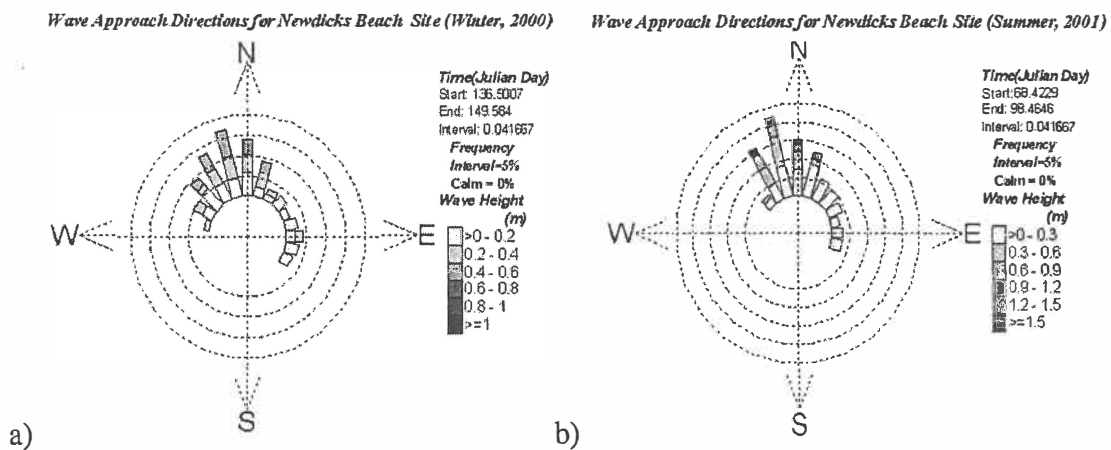 Wave Approach Directions for Newdicks Beach Site (Winter, 2000)
N
W
E
S
Time(Julian Day)
Start: 136.5007
End: 149.584
Interval: 0.041667
Frequency
Interval=5%
Calm = 0%
Wave Height
(m)
>0 - 0.2
0.2 - 0.4
0.4 - 0.6
0.6 - 0.8
0.8 - 1
>=1
a)
Wave Approach Directions for Newdicks Beach Site (Summer, 2001)
N
W
E
S
Time(Julian Day)
Start:68.4229
End: 98.4646
Interval: 0.041667
Frequency
Interval=5%
Calm = 0%
Wave Height
(m)
>0 - 0.3
0.3 - 0.6
0.6 - 0.9
0.9 - 1.2
1.2 - 1.5
>=1.5
b)